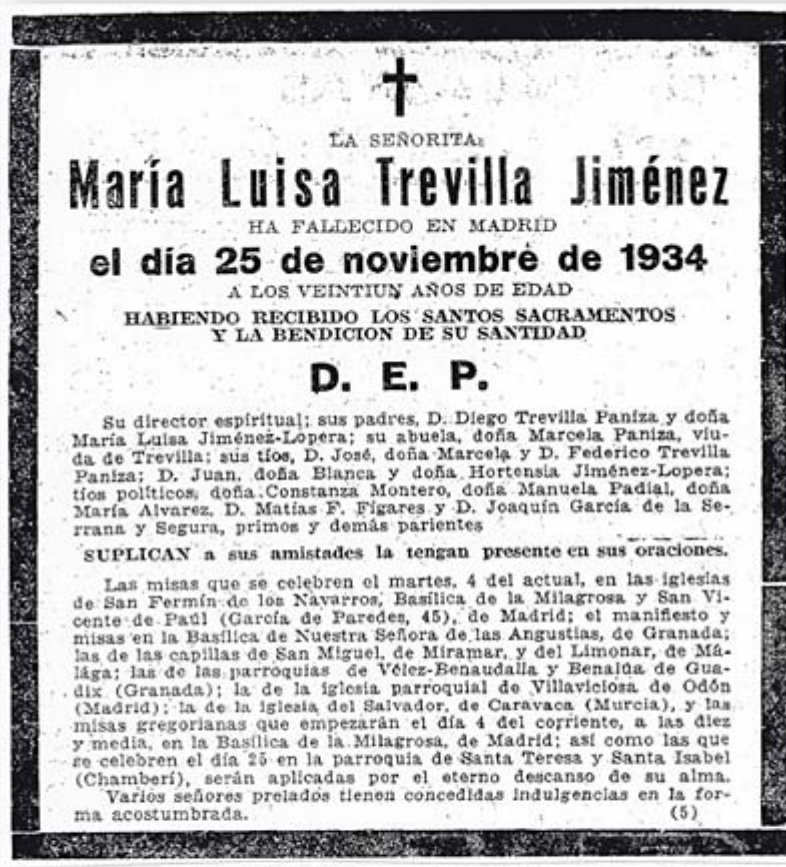 LA SEÑORITA
María Luisa Trevilla Jiménez
HA FALLECIDO EN MADRID
el día 25 de noviembre de 1934
A LOS VEINTIUN AÑOS DE EDAD
HABIENDO RECIBIDO LOS SANTOS SACRAMENTOS
Y LA BENDICION DE SU SANTIDAD
D. E. P.
Su director espiritual; sus padres, D. Diego Trevilla Paniza y doña
María Luisa Jiménez-Lopera; su abuela, doña Marcela Paniza, viu-
da de Trevilla; sus tíos, D. José, doña Marcela y D. Federico Trevilla
Paniza; D. Juan, doña Blanca y doña Hortensia Jiménez-Lopera;
tíos políticos, doña Constanza Montero, doña Manuela Padial, doña
María Alvarez, D. Matías F. Fígares y D. Joaquín García de la Se-
rrana y Segura, primos y demás parientes
SUPLICAN a sus amistades la tengan presente en sus oraciones.
Las misas que se celebren el martes, 4 del actual, en las iglesias
de San Fermín de los Navarros, Basílica de la Milagrosa y San Vi-
cente de Paúl (García de Paredes, 45), de Madrid; el manifiesto y
misas en la Basílica de Nuestra Señora de las Angustias, de Granada;
las de las capillas de San Miguel, de Miramar, y del Limonar, de Má-
laga; las de las parroquias de Vélez-Benaudalla y Benalúa de Gua-
dix (Granada); la de la iglesia parroquial de Villaviciosa de Odón
(Madrid); la de la iglesia del Salvador, de Caravaca (Murcia), y las
misas gregorianas que empezarán el día 4 del corriente, a las diez
y media, en la Basílica de la Milagrosa, de Madrid; así como las que
se celebren el día 25 en la parroquia de Santa Teresa y Santa Isabel
(Chamberí), serán aplicadas por el eterno descanso de su alma.
Varios señores prelados tienen concedidas indulgencias en la for-
ma acostumbrada. (5)